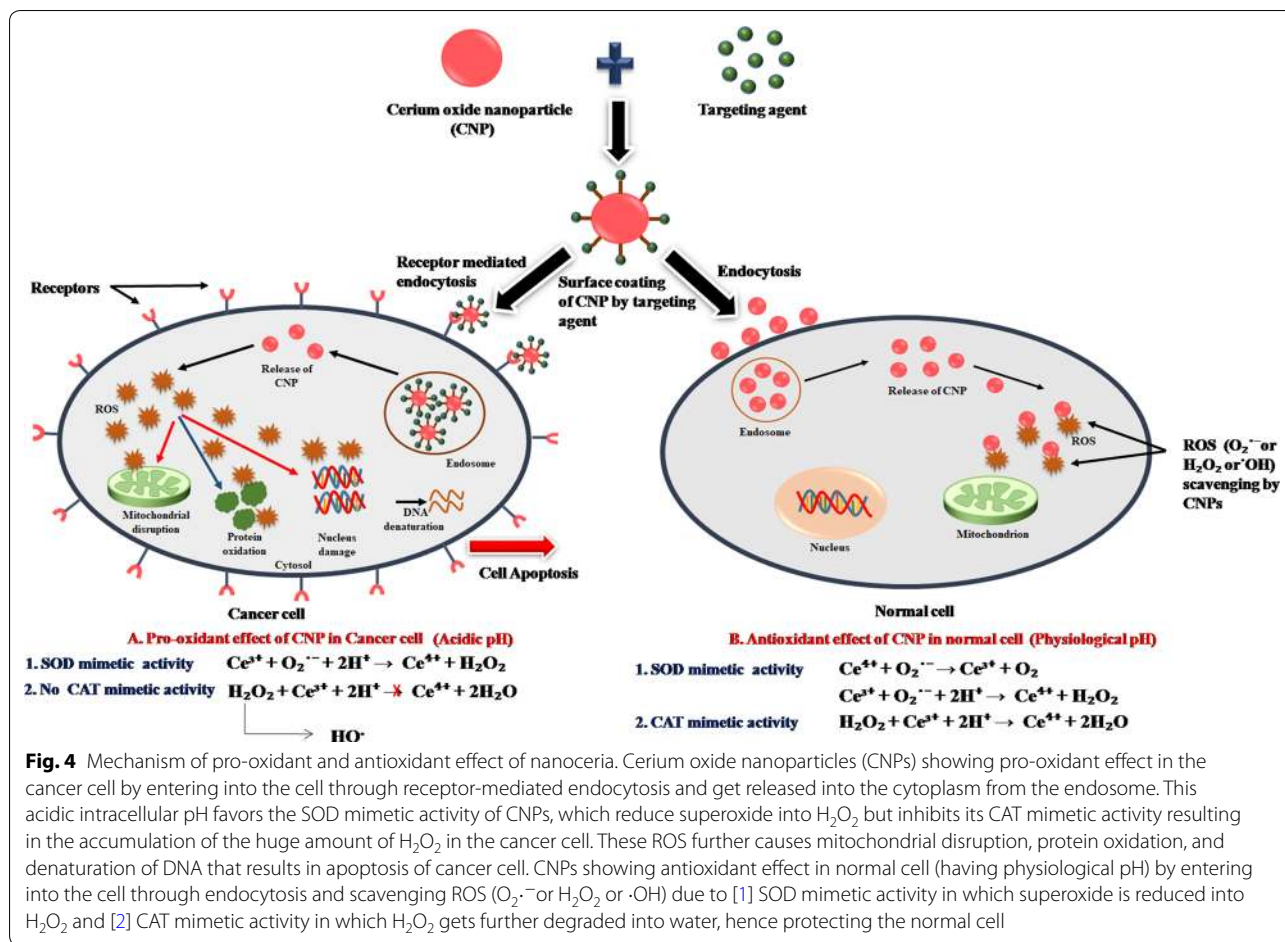 Cerium oxide nanoparticle
(CNP)
Targeting agent
Receptor mediated
endocytosis
Surface coating
of CNP by targeting
agent
Endocytosis
Receptors
Release of
CNP
ROS
Endosome
Mitochondrial
disruption
Protein
oxidation
Nucleus
damage
DNA
denaturation
Cytosol
Cell Apoptosis
Cancer cell
A. Pro-oxidant effect of CNP in Cancer cell (Acidic pH)
1. SOD mimetic activity Ce³⁺ + O₂˙⁻ + 2H⁺ → Ce⁴⁺ + H₂O₂
2. No CAT mimetic activity H₂O₂ + Ce³⁺ + 2H⁺ → X Ce⁴⁺ + 2H₂O
HO˙
Endosome
Release of CNP
ROS
Nucleus
Mitochondrion
ROS (O₂˙⁻ or
H₂O₂ or ˙OH)
scavenging by
CNPs
Normal cell
B. Antioxidant effect of CNP in normal cell (Physiological pH)
1. SOD mimetic activity Ce⁴⁺ + O₂˙⁻ → Ce³⁺ + O₂
Ce³⁺ + O₂˙⁻ + 2H⁺ → Ce⁴⁺ + H₂O₂
2. CAT mimetic activity H₂O₂ + Ce³⁺ + 2H⁺ → Ce⁴⁺ + 2H₂O
Fig. 4 Mechanism of pro-oxidant and antioxidant effect of nanoceria. Cerium oxide nanoparticles (CNPs) showing pro-oxidant effect in the
cancer cell by entering into the cell through receptor-mediated endocytosis and get released into the cytoplasm from the endosome. This
acidic intracellular pH favors the SOD mimetic activity of CNPs, which reduce superoxide into H₂O₂ but inhibits its CAT mimetic activity resulting
in the accumulation of the huge amount of H₂O₂ in the cancer cell. These ROS further causes mitochondrial disruption, protein oxidation, and
denaturation of DNA that results in apoptosis of cancer cell. CNPs showing antioxidant effect in normal cell (having physiological pH) by entering
into the cell through endocytosis and scavenging ROS (O₂·⁻ or H₂O₂ or ·OH) due to [1] SOD mimetic activity in which superoxide is reduced into
H₂O₂ and [2] CAT mimetic activity in which H₂O₂ gets further degraded into water, hence protecting the normal cell